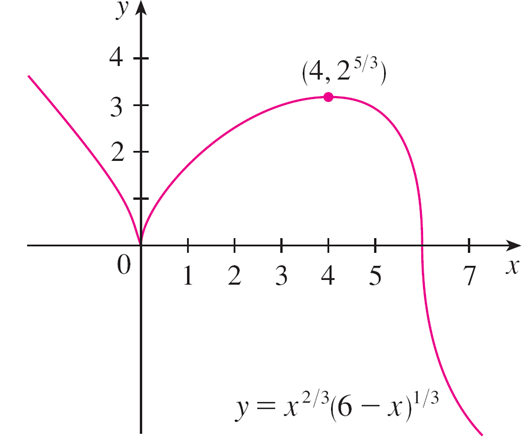 y
4
(4, 2^{5/3})
3
2
0
1 2 3 4 5 7 x
y = x^{2/3}(6 − x)^{1/3}